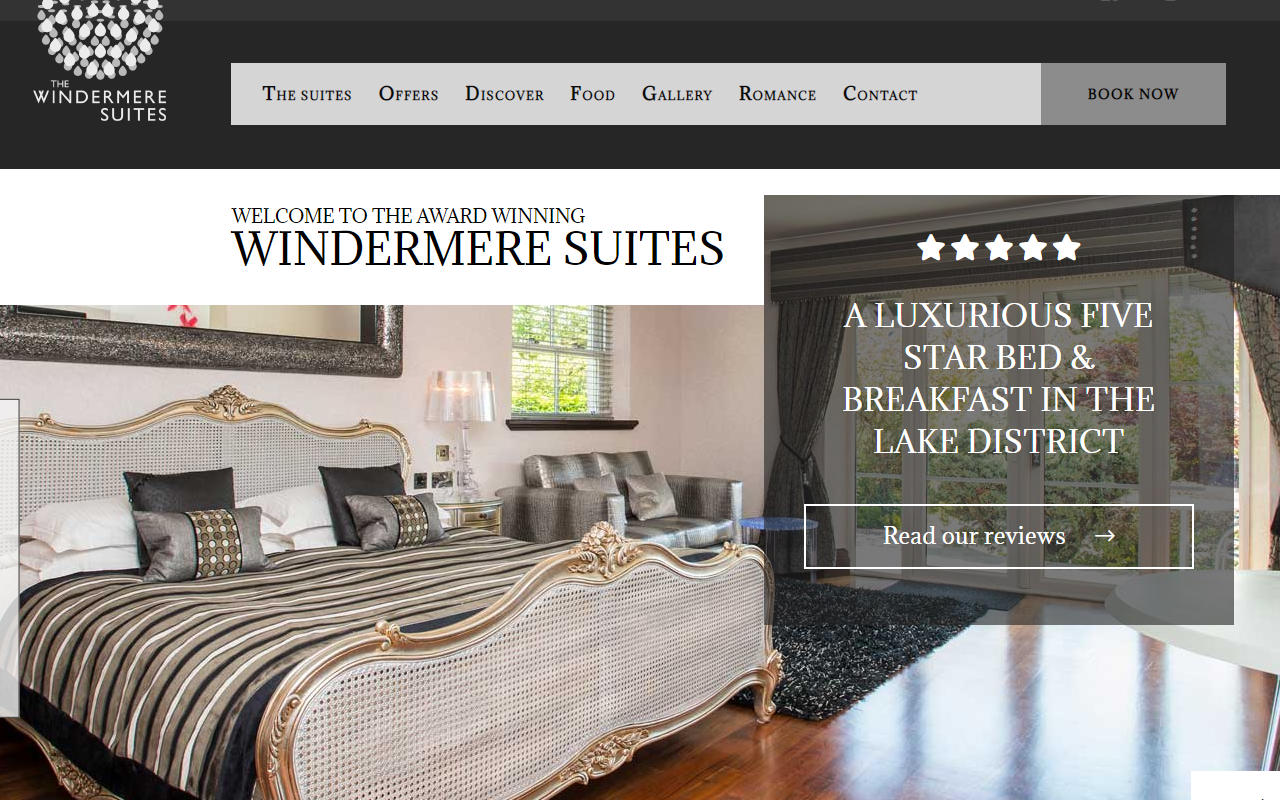 THE
WINDERMERE
SUITES
The suites Offers Discover Food Gallery Romance Contact BOOK NOW
WELCOME TO THE AWARD WINNING
WINDERMERE SUITES
A LUXURIOUS FIVE
STAR BED &
BREAKFAST IN THE
LAKE DISTRICT
Read our reviews →